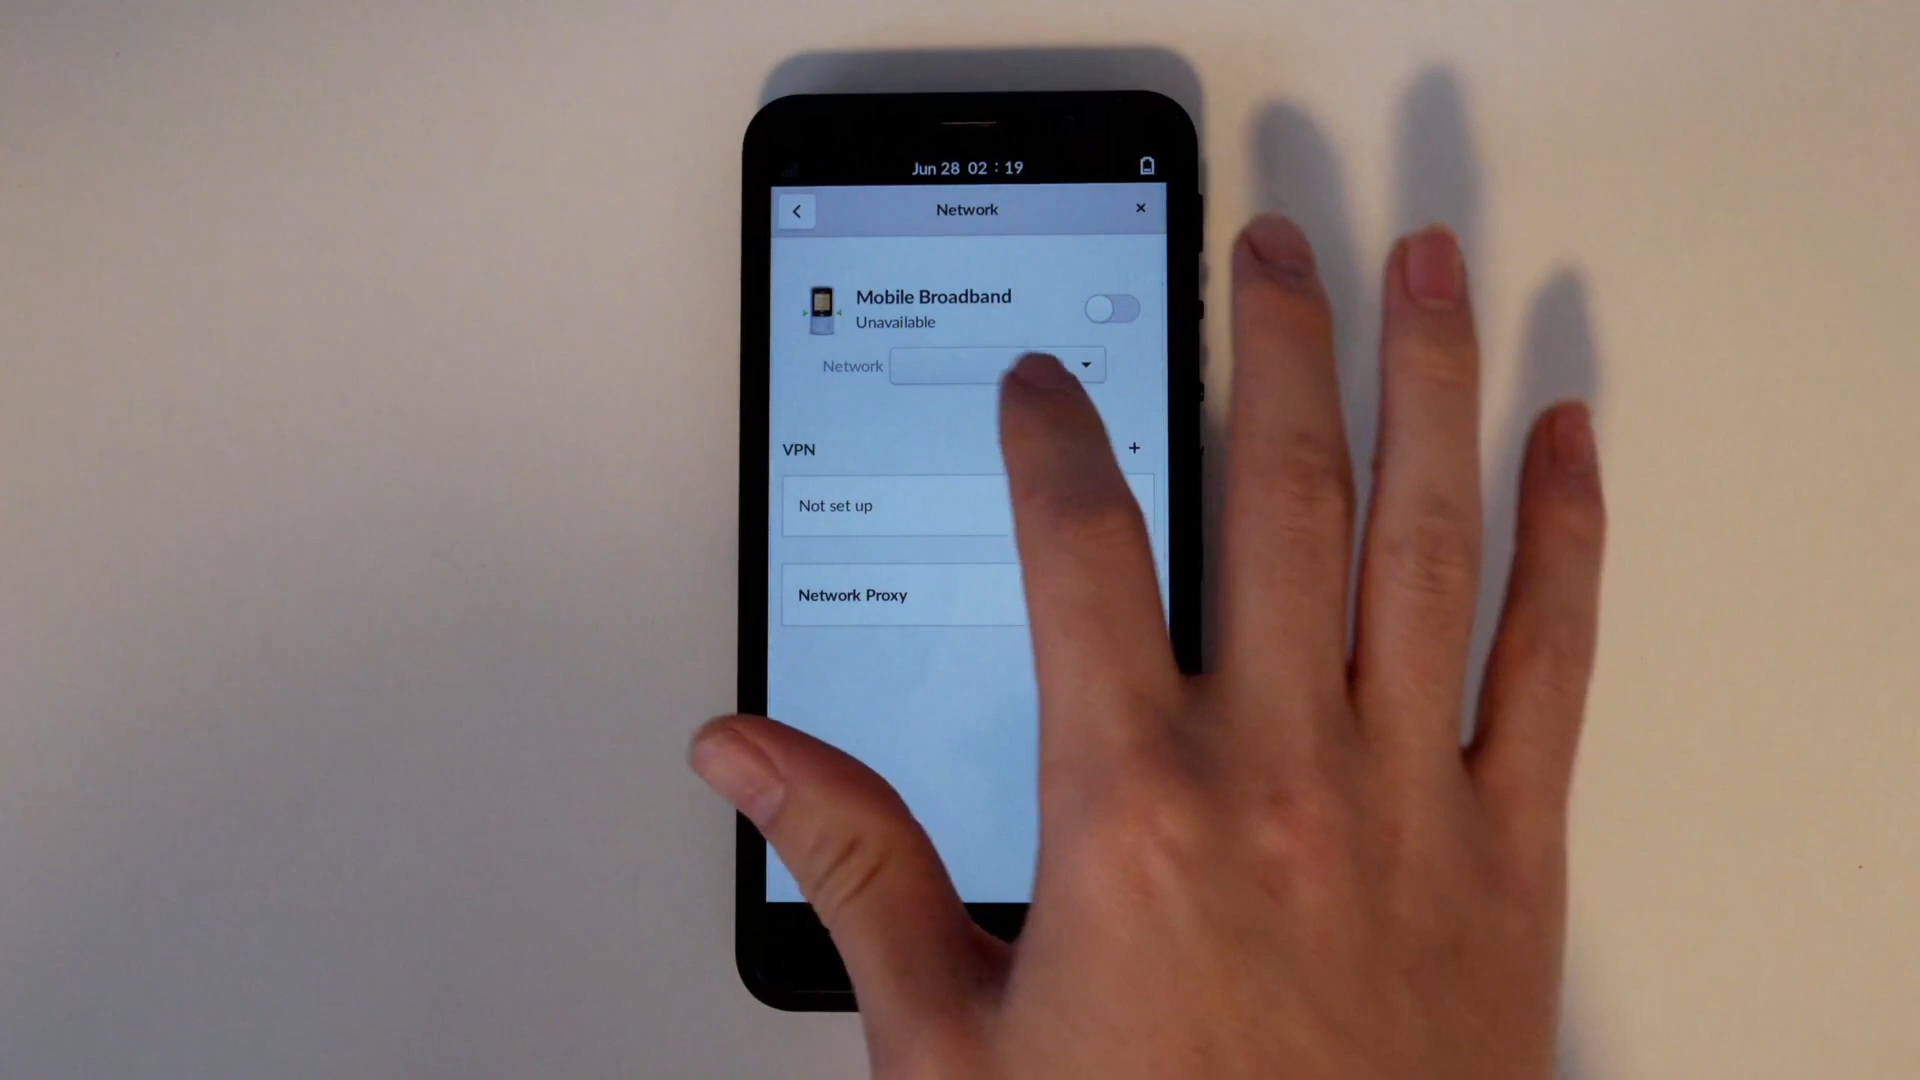 Jun 28 02 : 19
Network
Mobile Broadband
Unavailable
Network
VPN
Not set up
Network Proxy